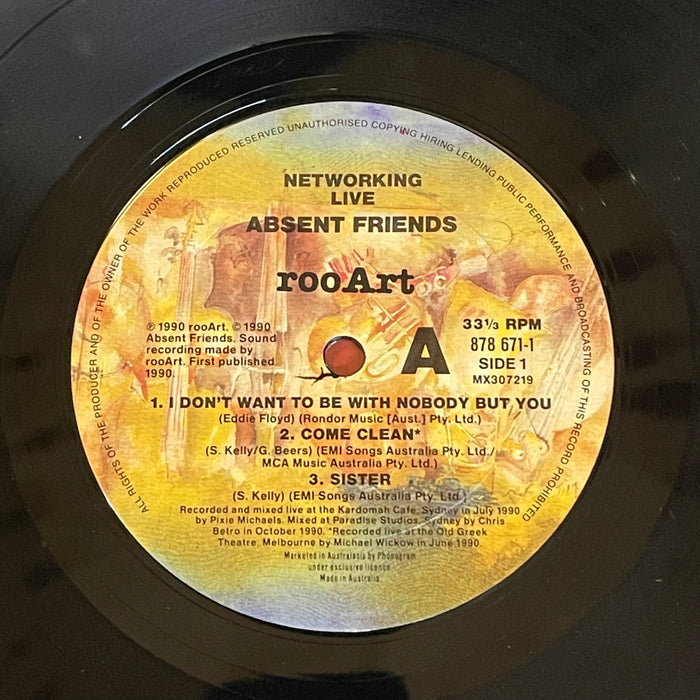 ALL RIGHTS OF THE PRODUCER AND OF THE OWNER OF THE WORK REPRODUCED RESERVED UNAUTHORISED COPYING HIRING LENDING PUBLIC PERFORMANCE AND BROADCASTING OF THIS RECORD PROHIBITED
NETWORKING
LIVE
ABSENT FRIENDS
rooArt
℗ 1990 rooArt. © 1990
Absent Friends. Sound
recording made by
rooArt. First published
1990.
A
33⅓ RPM
878 671-1
SIDE 1
MX307219
1. I DON'T WANT TO BE WITH NOBODY BUT YOU
(Eddie Floyd) (Rondor Music [Aust.] Pty. Ltd.)
2. COME CLEAN*
(S. Kelly/G. Beers) (EMI Songs Australia Pty. Ltd./
MCA Music Australia Pty. Ltd.)
3. SISTER
(S. Kelly) (EMI Songs Australia Pty. Ltd.)
Recorded and mixed live at the Kardomah Cafe, Sydney in July 1990
by Pixie Michaels. Mixed at Paradise Studios, Sydney by Chris
Betro in October 1990. *Recorded live at the Old Greek
Theatre, Melbourne by Michael Wickow in June 1990.
Marketed in Australasia by Phonogram
under exclusive licence
Made in Australia